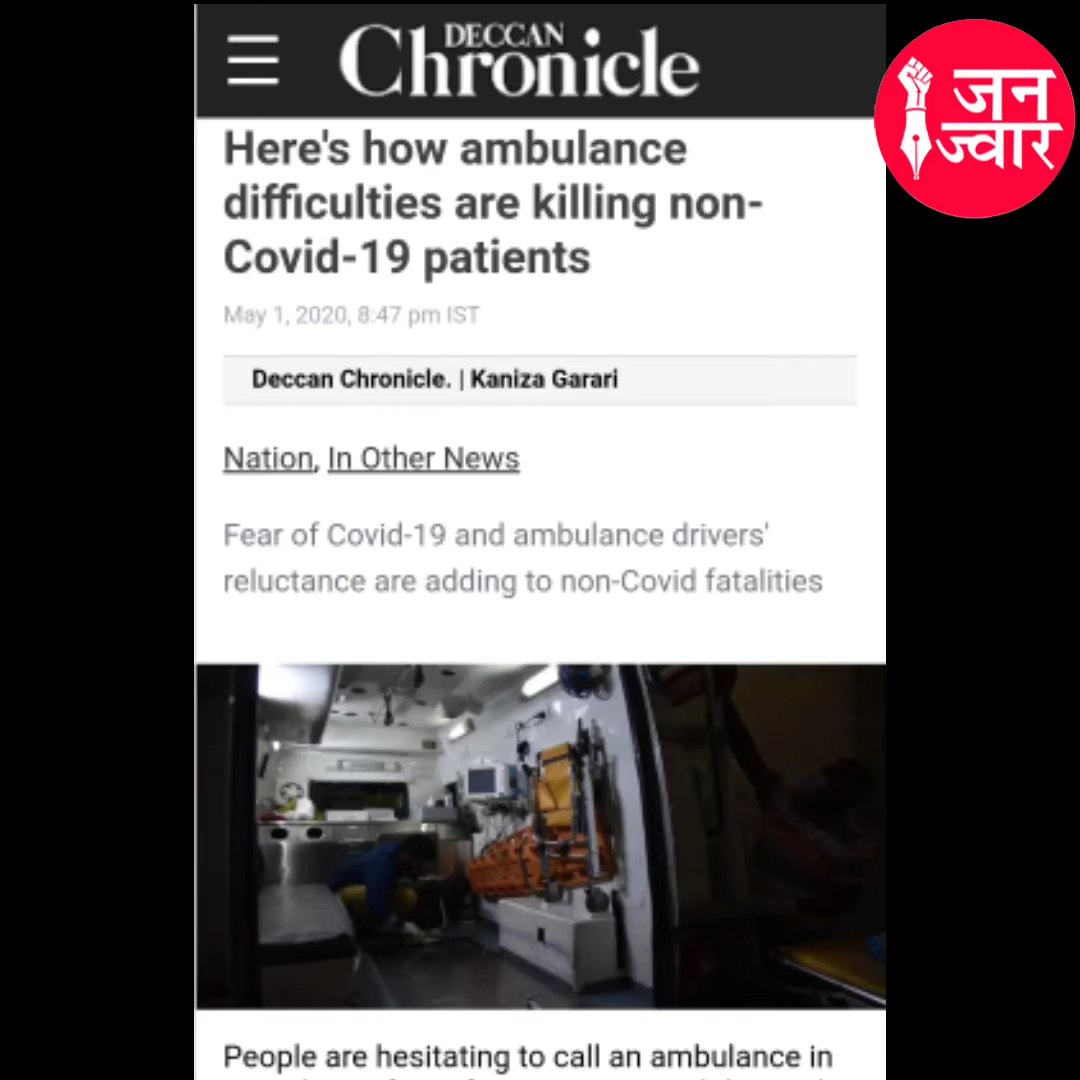 DECCAN
Chronicle
जन
ज्वार
Here's how ambulance
difficulties are killing non-
Covid-19 patients
May 1, 2020, 8:47 pm IST
Deccan Chronicle. | Kaniza Garari
Nation, In Other News
Fear of Covid-19 and ambulance drivers'
reluctance are adding to non-Covid fatalities
People are hesitating to call an ambulance in